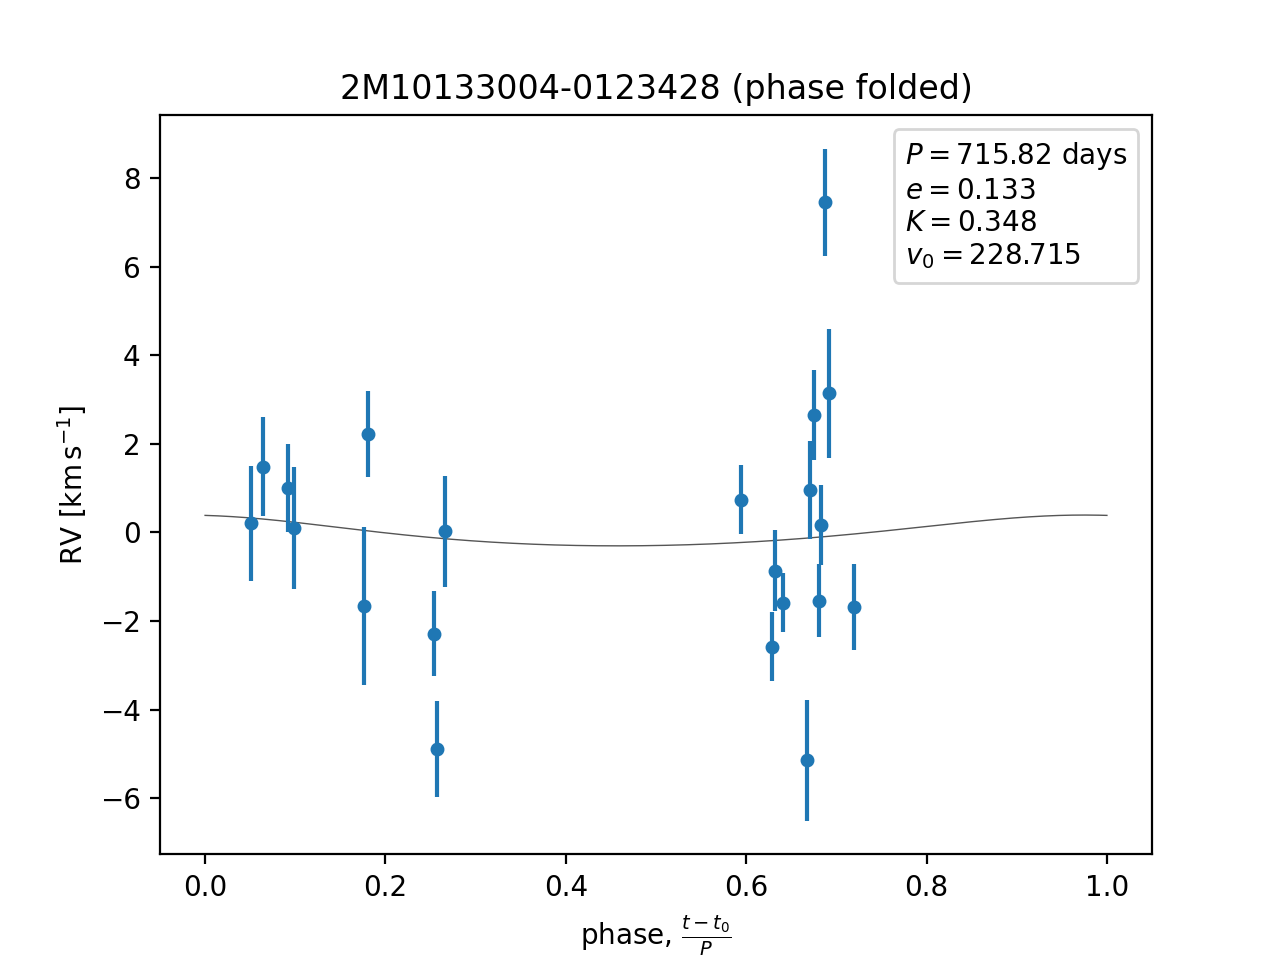 2M10133004-0123428 (phase folded)
P = 715.82 days
e = 0.133
K = 0.348
v₀ = 228.715
RV [km s⁻¹]
8
6
4
2
0
−2
−4
−6
0.0 0.2 0.4 0.6 0.8 1.0
phase, (t − t₀)/P